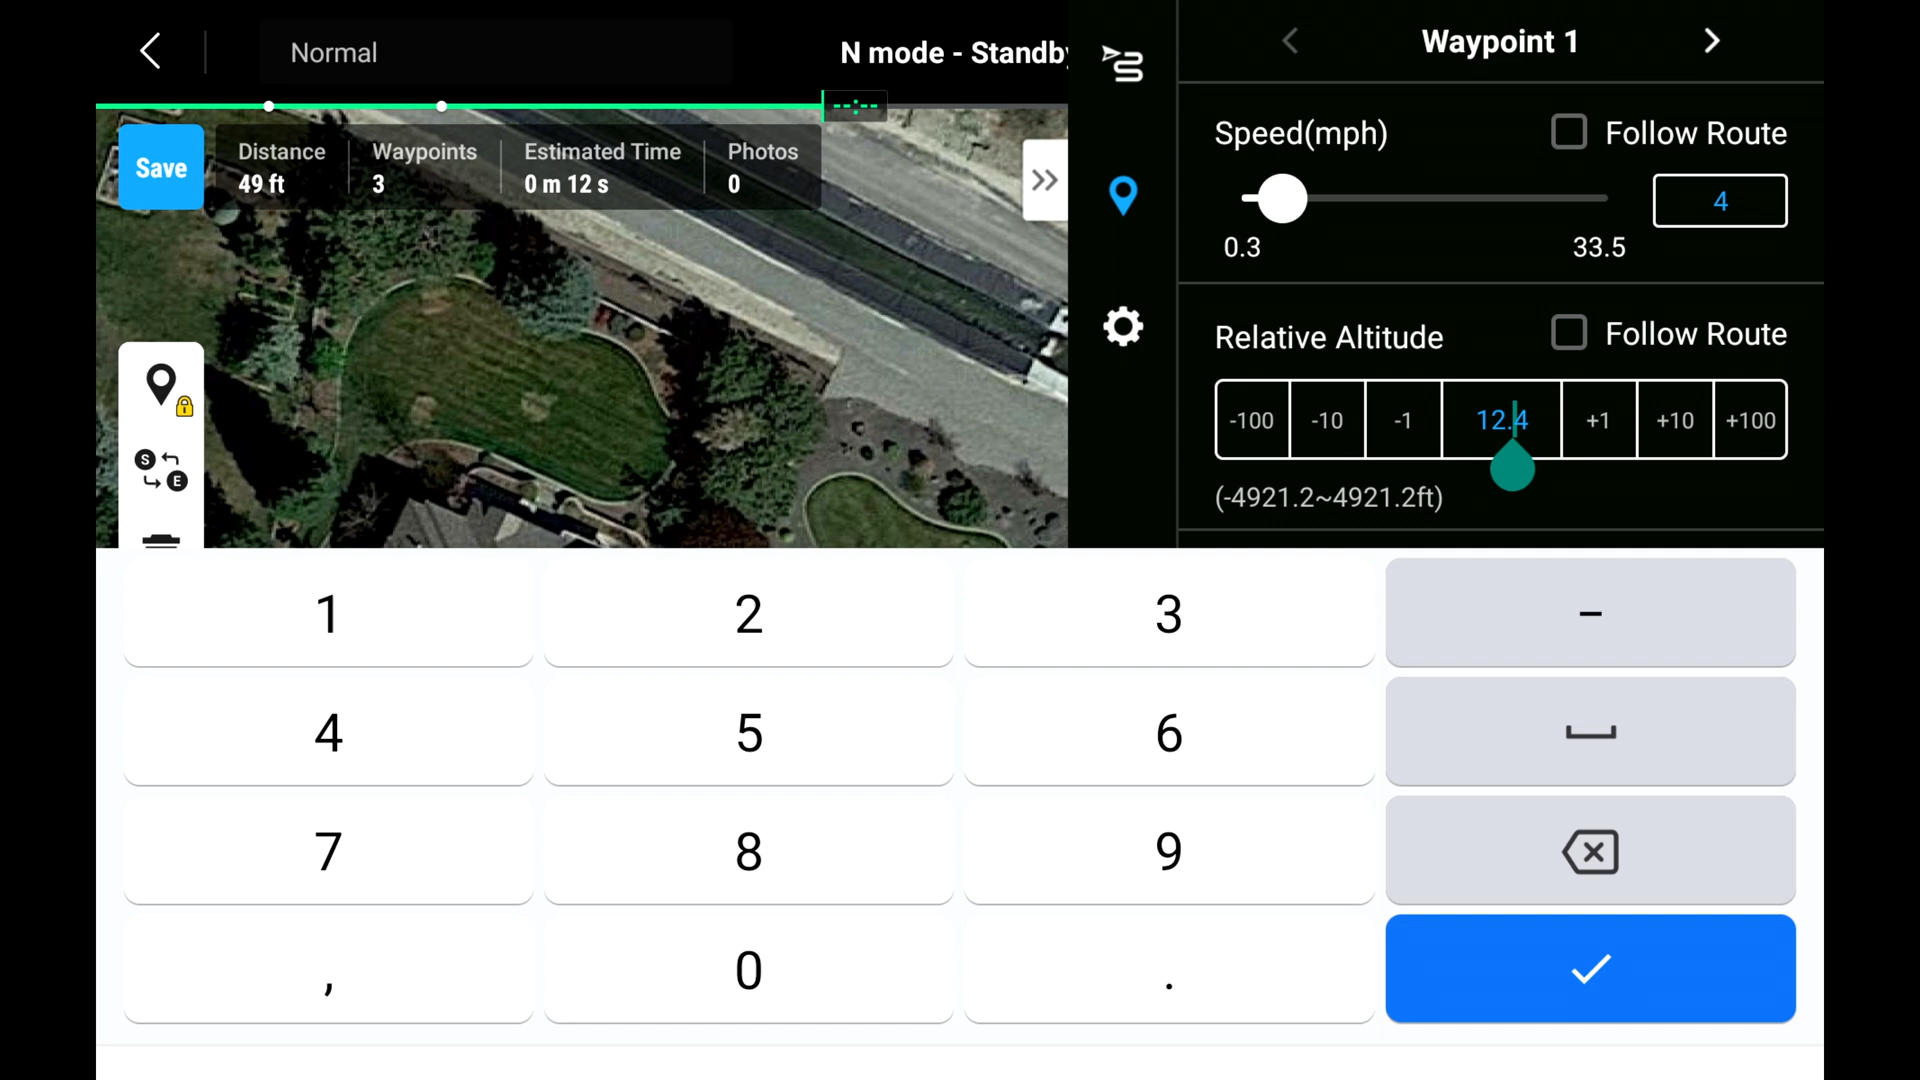 Normal
N mode - Standby
Save
Distance
49 ft
Waypoints
3
Estimated Time
0 m 12 s
Photos
0
S
E
Waypoint 1
Speed(mph)
Follow Route
4
0.3
33.5
Relative Altitude
Follow Route
-100 -10 -1 12.4 +1 +10 +100
(-4921.2~4921.2ft)
1 2 3 –
4 5 6
7 8 9
, 0 .